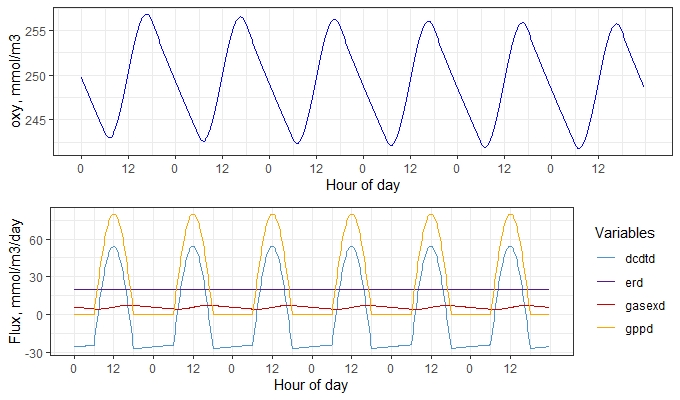 oxy, mmol/m3
255
250
245
0 12 0 12 0 12 0 12 0 12 0 12
Hour of day
Flux, mmol/m3/day
60
30
0
-30
0 12 0 12 0 12 0 12 0 12 0 12
Hour of day
Variables
dcdtd
erd
gasexd
gppd